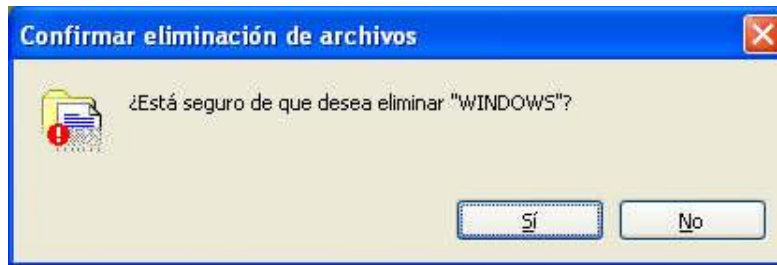 Confirmar eliminación de archivos
¿Está seguro de que desea eliminar "WINDOWS"?
Sí
No